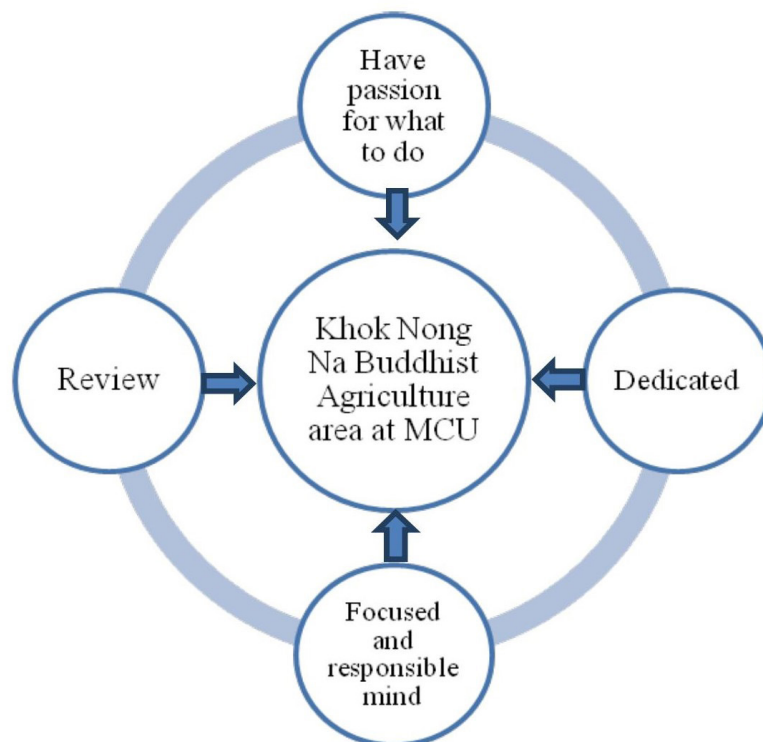 Have
passion
for what
to do
Review
Khok Nong
Na Buddhist
Agriculture
area at MCU
Dedicated
Focused
and
responsible
mind